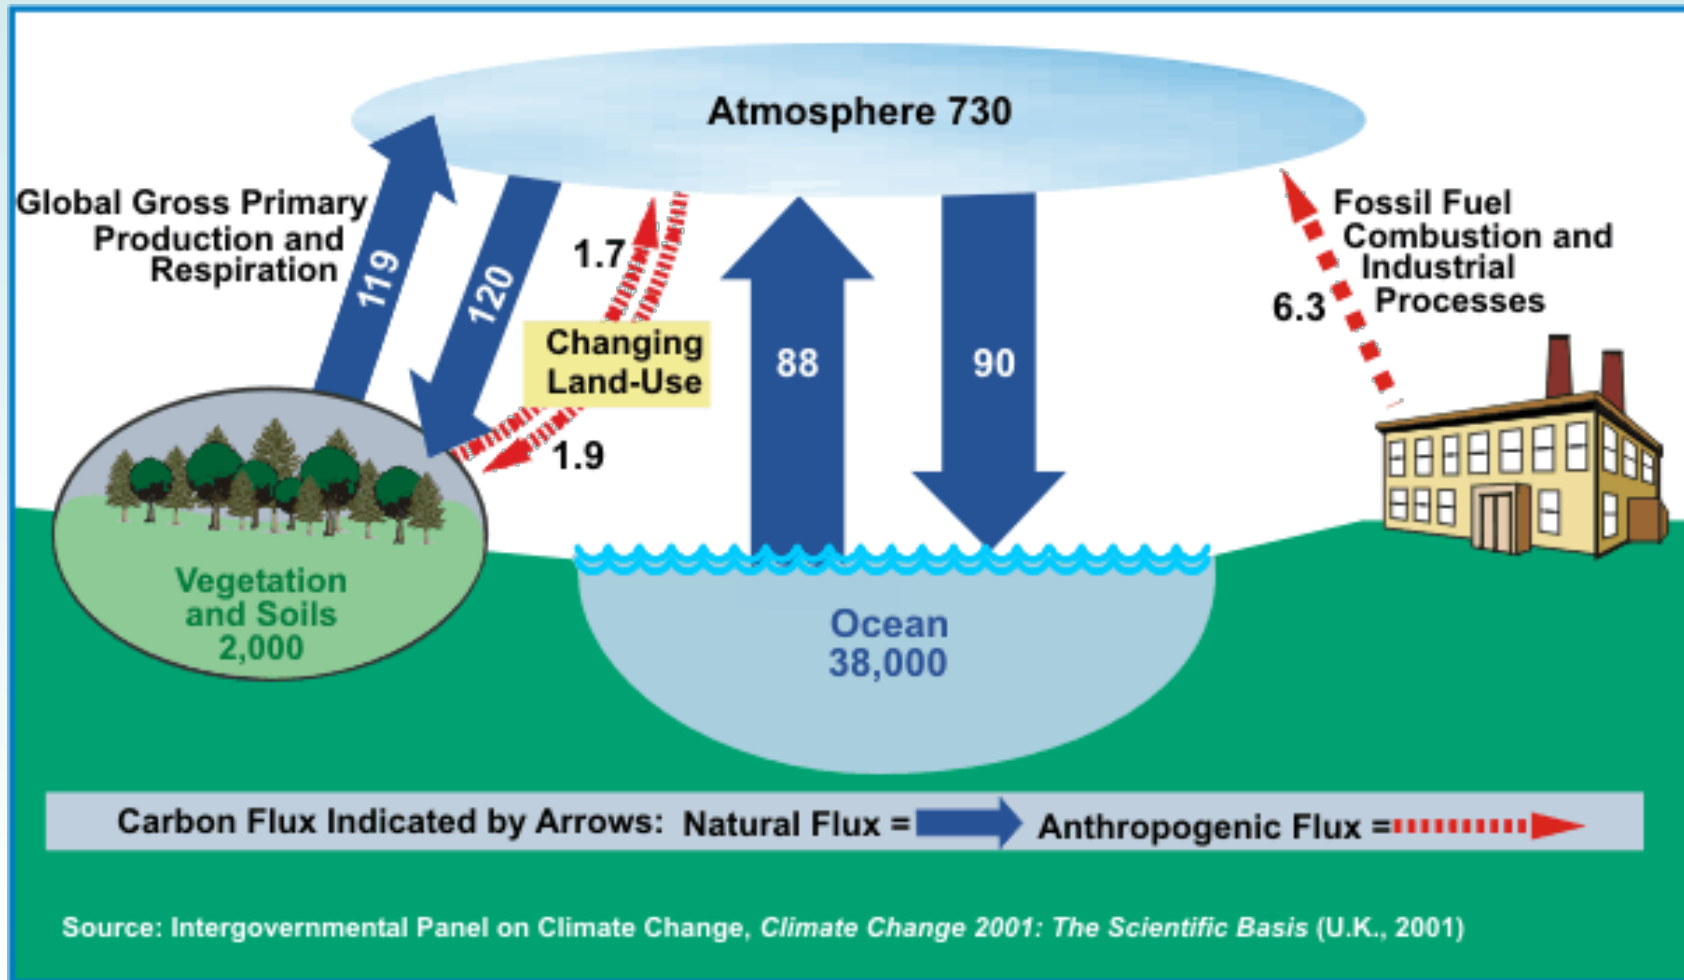 Atmosphere 730
Global Gross Primary
Production and
Respiration
119
120
1.7
Changing
Land-Use
1.9
88
90
Fossil Fuel
Combustion and
Industrial
Processes
6.3
Vegetation
and Soils
2,000
Ocean
38,000
Carbon Flux Indicated by Arrows: Natural Flux = Anthropogenic Flux =
Source: Intergovernmental Panel on Climate Change, Climate Change 2001: The Scientific Basis (U.K., 2001)